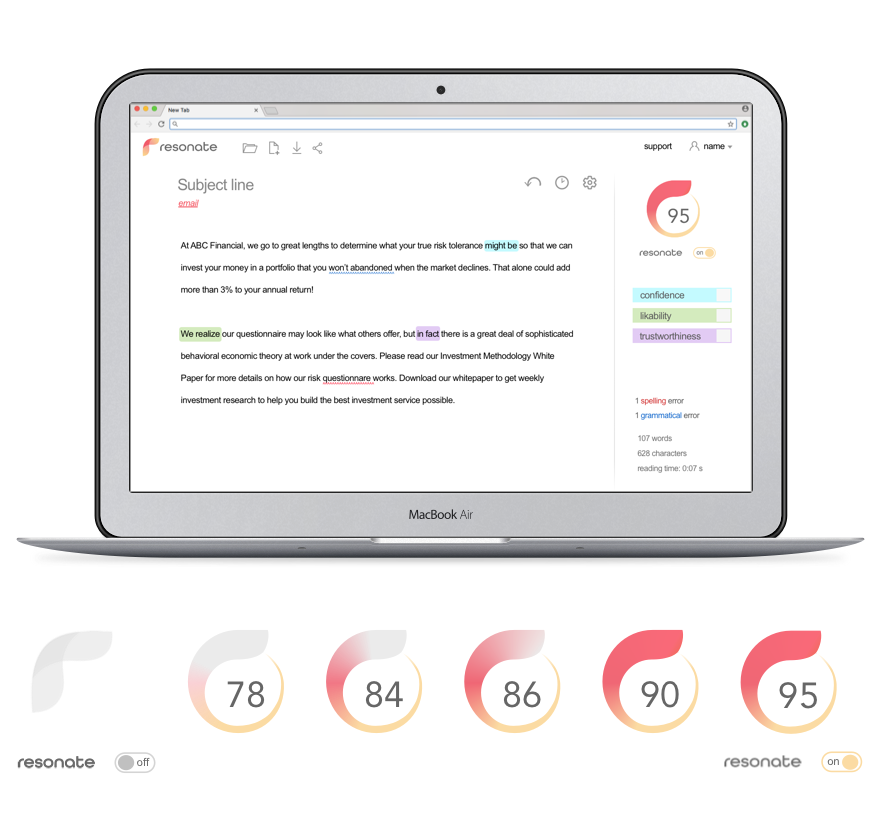 New Tab
resonate
support
name
Subject line
email
At ABC Financial, we go to great lengths to determine what your true risk tolerance might be so that we can
invest your money in a portfolio that you won't abandoned when the market declines. That alone could add
more than 3% to your annual return!
We realize our questionnaire may look like what others offer, but in fact there is a great deal of sophisticated
behavioral economic theory at work under the covers. Please read our Investment Methodology White
Paper for more details on how our risk questionnare works. Download our whitepaper to get weekly
investment research to help you build the best investment service possible.
95
resonate on
confidence
likability
trustworthiness
1 spelling error
1 grammatical error
107 words
628 characters
reading time: 0:07 s
MacBook Air
78 84 86 90 95
resonate off
resonate on